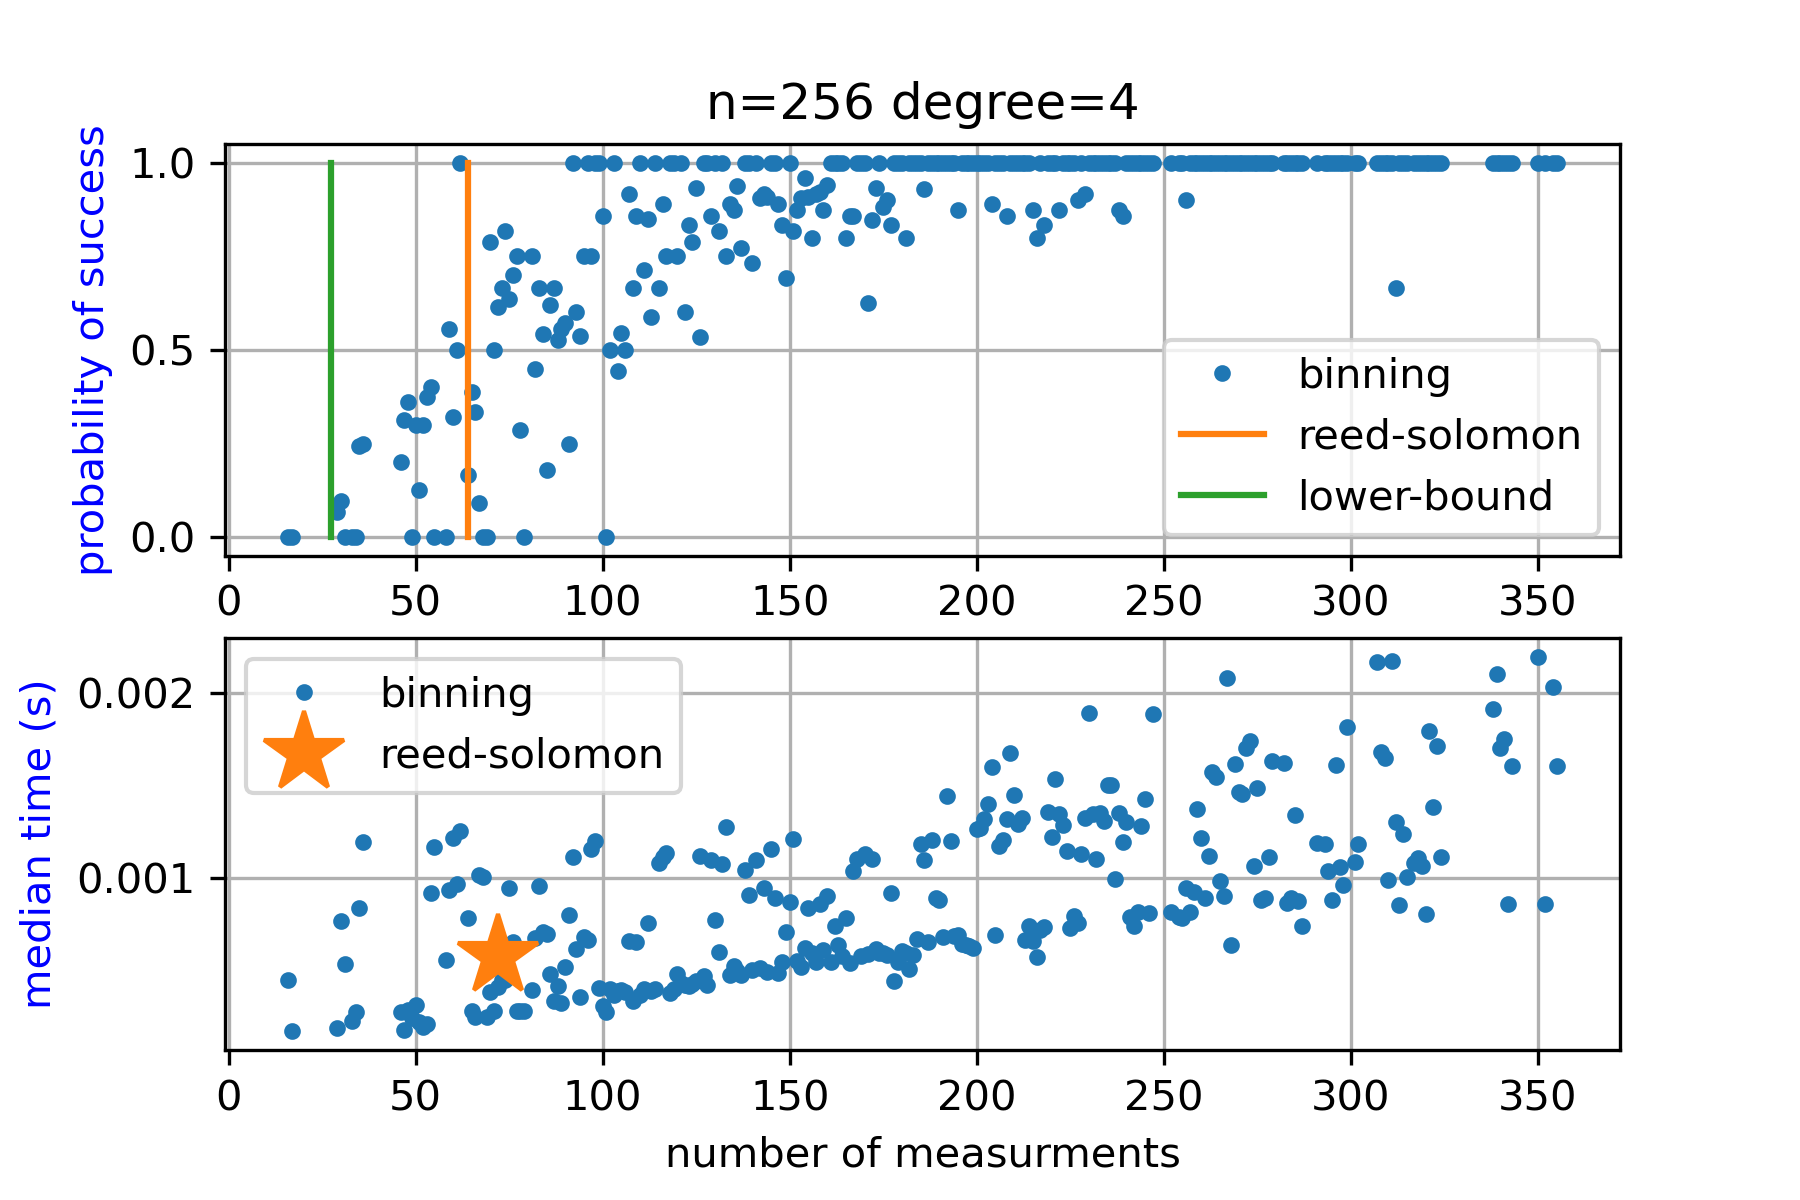 n=256 degree=4
probability of success
1.0
0.5
0.0
binning
reed-solomon
lower-bound
0 50 100 150 200 250 300 350
median time (s)
0.002
0.001
binning
reed-solomon
0 50 100 150 200 250 300 350
number of measurments